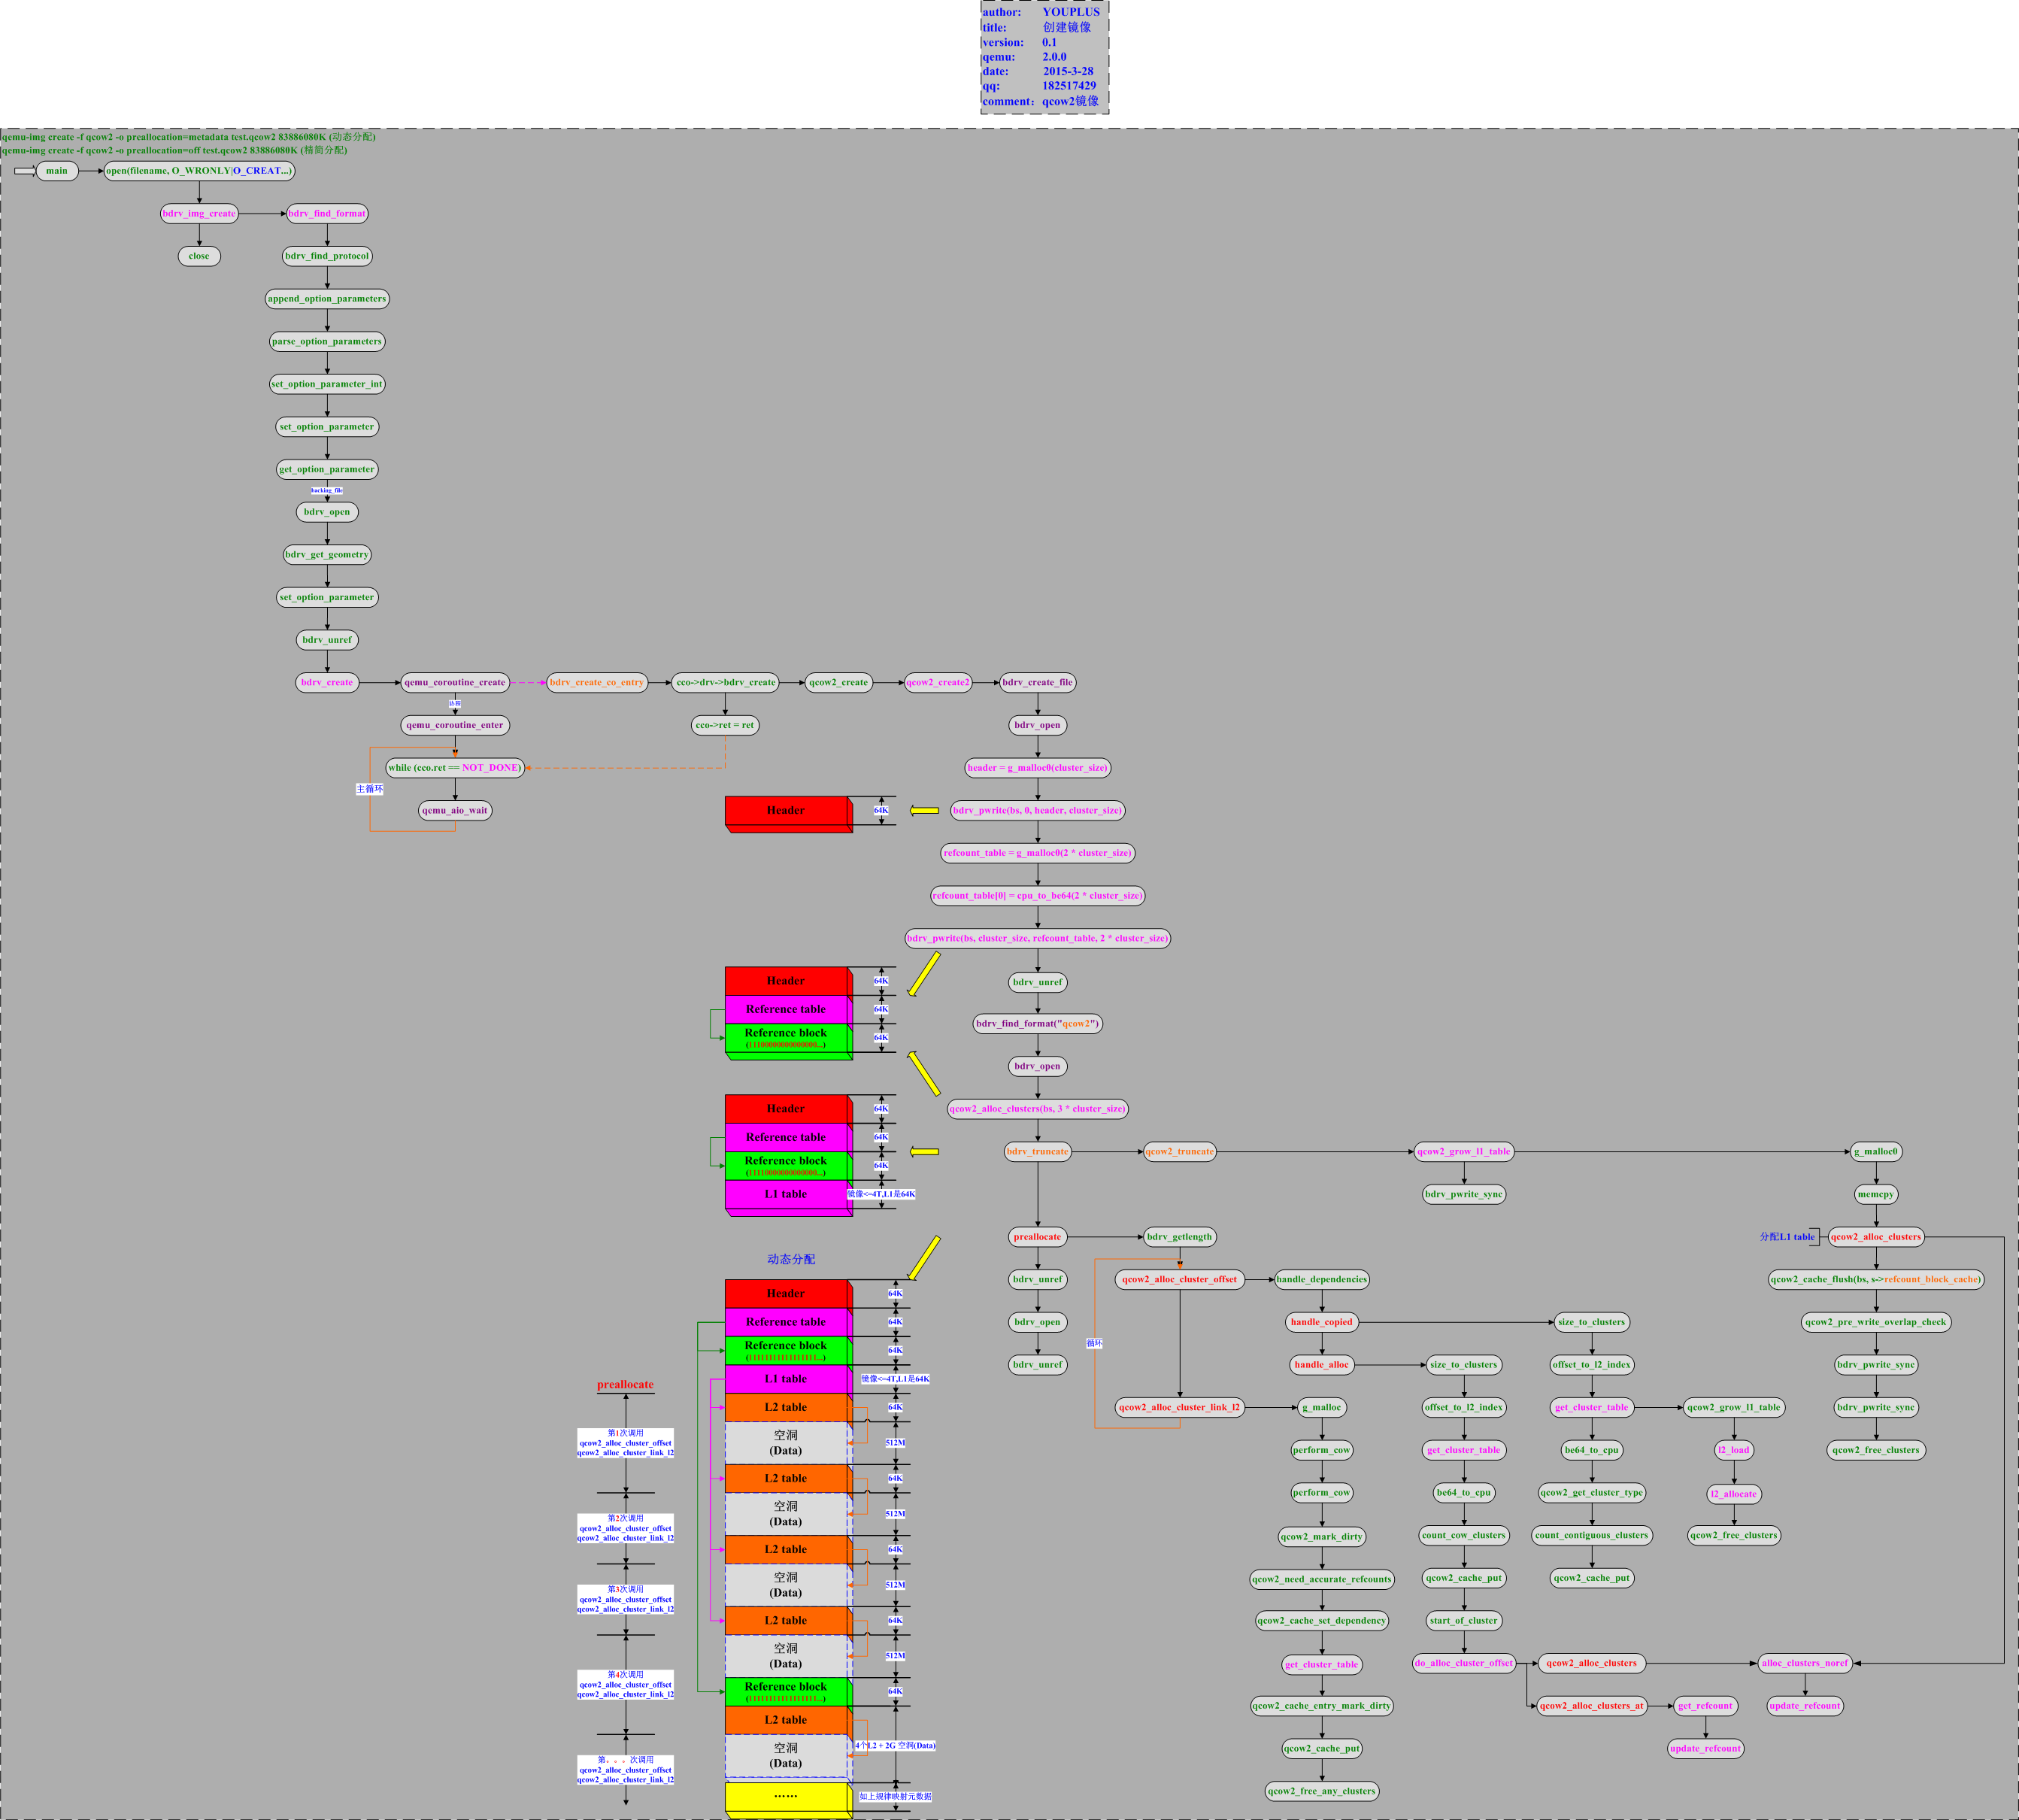 author: YOUPLUS
title: 创建镜像
version: 0.1
qemu: 2.0.0
date: 2015-3-28
qq: 182517429
comment: qcow2镜像
qemu-img create -f qcow2 -o preallocation=metadata test.qcow2 83886080K (动态分配)
qemu-img create -f qcow2 -o preallocation=off test.qcow2 83886080K (精简分配)
main
open(filename, O_WRONLY|O_CREAT...)
bdrv_img_create
bdrv_find_format
close
bdrv_find_protocol
append_option_parameters
parse_option_parameters
set_option_parameter_int
set_option_parameter
get_option_parameter
backing_file
bdrv_open
bdrv_get_geometry
set_option_parameter
bdrv_unref
bdrv_create
qemu_coroutine_create
bdrv_create_co_entry
cco->drv->bdrv_create
qcow2_create
qcow2_create2
bdrv_create_file
协程
qemu_coroutine_enter
cco->ret = ret
bdrv_open
while (cco.ret == NOT_DONE)
header = g_malloc0(cluster_size)
主循环
qemu_aio_wait
Header
64K
bdrv_pwrite(bs, 0, header, cluster_size)
refcount_table = g_malloc0(2 * cluster_size)
refcount_table[0] = cpu_to_be64(2 * cluster_size)
bdrv_pwrite(bs, cluster_size, refcount_table, 2 * cluster_size)
Header
64K
bdrv_unref
Reference table
64K
bdrv_find_format("qcow2")
Reference block
(1110000000000000...)
64K
bdrv_open
Header
64K
qcow2_alloc_clusters(bs, 3 * cluster_size)
Reference table
64K
bdrv_truncate
qcow2_truncate
qcow2_grow_l1_table
g_malloc0
Reference block
(1111000000000000...)
64K
L1 table
镜像<=4T,L1是64K
bdrv_pwrite_sync
memcpy
preallocate
bdrv_getlength
分配L1 table
qcow2_alloc_clusters
动态分配
bdrv_unref
qcow2_alloc_cluster_offset
handle_dependencies
qcow2_cache_flush(bs, s->refcount_block_cache)
Header
64K
Reference table
64K
bdrv_open
循环
handle_copied
size_to_clusters
qcow2_pre_write_overlap_check
Reference block
(1111111111111111...)
64K
bdrv_unref
handle_alloc
size_to_clusters
offset_to_l2_index
bdrv_pwrite_sync
preallocate
L1 table
镜像<=4T,L1是64K
L2 table
64K
qcow2_alloc_cluster_link_l2
g_malloc
offset_to_l2_index
get_cluster_table
qcow2_grow_l1_table
bdrv_pwrite_sync
第1次调用
qcow2_alloc_cluster_offset
qcow2_alloc_cluster_link_l2
空洞
(Data)
512M
perform_cow
get_cluster_table
be64_to_cpu
l2_load
qcow2_free_clusters
L2 table
64K
perform_cow
be64_to_cpu
qcow2_get_cluster_type
l2_allocate
第2次调用
qcow2_alloc_cluster_offset
qcow2_alloc_cluster_link_l2
空洞
(Data)
512M
qcow2_mark_dirty
count_cow_clusters
count_contiguous_clusters
qcow2_free_clusters
L2 table
64K
qcow2_need_accurate_refcounts
qcow2_cache_put
qcow2_cache_put
第3次调用
qcow2_alloc_cluster_offset
qcow2_alloc_cluster_link_l2
空洞
(Data)
512M
L2 table
64K
qcow2_cache_set_dependency
start_of_cluster
第4次调用
qcow2_alloc_cluster_offset
qcow2_alloc_cluster_link_l2
空洞
(Data)
512M
get_cluster_table
do_alloc_cluster_offset
qcow2_alloc_clusters
alloc_clusters_noref
Reference block
(1111111111111111...)
64K
qcow2_cache_entry_mark_dirty
qcow2_alloc_clusters_at
get_refcount
update_refcount
L2 table
4个L2 + 2G 空洞(Data)
空洞
(Data)
qcow2_cache_put
update_refcount
第。。。次调用
qcow2_alloc_cluster_offset
qcow2_alloc_cluster_link_l2
……
如上规律映射元数据
qcow2_free_any_clusters